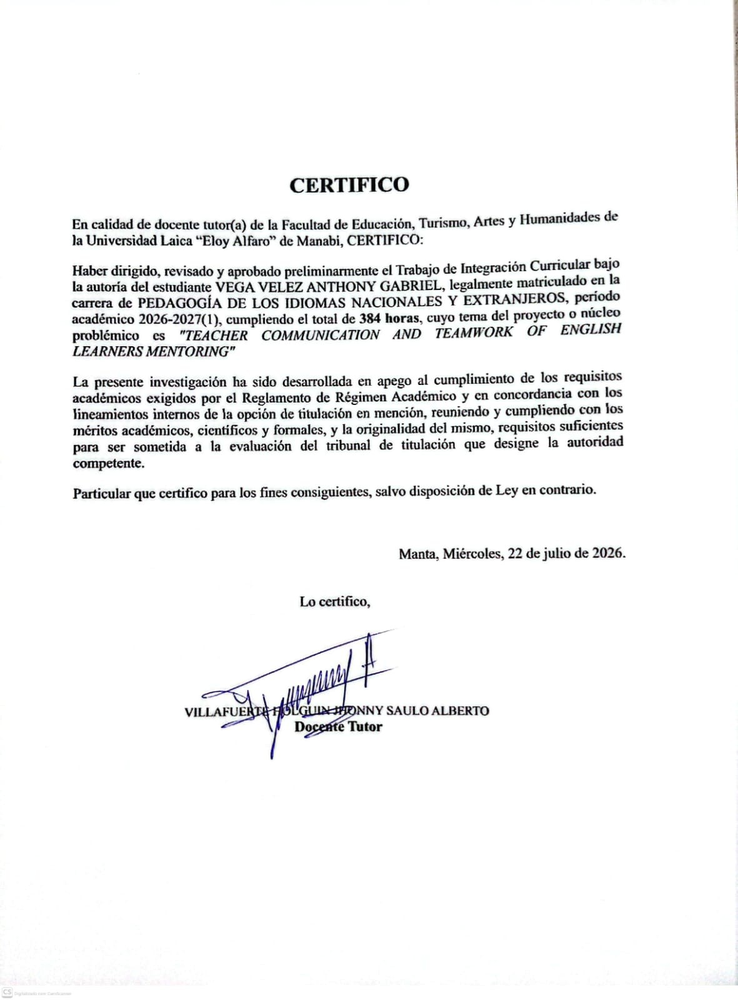 CERTIFICO
En calidad de docente tutor(a) de la Facultad de Educación, Turismo, Artes y Humanidades de
la Universidad Laica “Eloy Alfaro” de Manabí, CERTIFICO:
Haber dirigido, revisado y aprobado preliminarmente el Trabajo de Integración Curricular bajo
la autoría del estudiante VEGA VELEZ ANTHONY GABRIEL, legalmente matriculado en la
carrera de PEDAGOGÍA DE LOS IDIOMAS NACIONALES Y EXTRANJEROS, período
académico 2026-2027(1), cumpliendo el total de 384 horas, cuyo tema del proyecto o núcleo
problémico es "TEACHER COMMUNICATION AND TEAMWORK OF ENGLISH
LEARNERS MENTORING"
La presente investigación ha sido desarrollada en apego al cumplimiento de los requisitos
académicos exigidos por el Reglamento de Régimen Académico y en concordancia con los
lineamientos internos de la opción de titulación en mención, reuniendo y cumpliendo con los
méritos académicos, científicos y formales, y la originalidad del mismo, requisitos suficientes
para ser sometida a la evaluación del tribunal de titulación que designe la autoridad
competente.
Particular que certifico para los fines consiguientes, salvo disposición de Ley en contrario.
Manta, Miércoles, 22 de julio de 2026.
Lo certifico,
VILLAFUERTE HOLGUIN JHONNY SAULO ALBERTO
Docente Tutor
CS Digitalizado con CamScanner